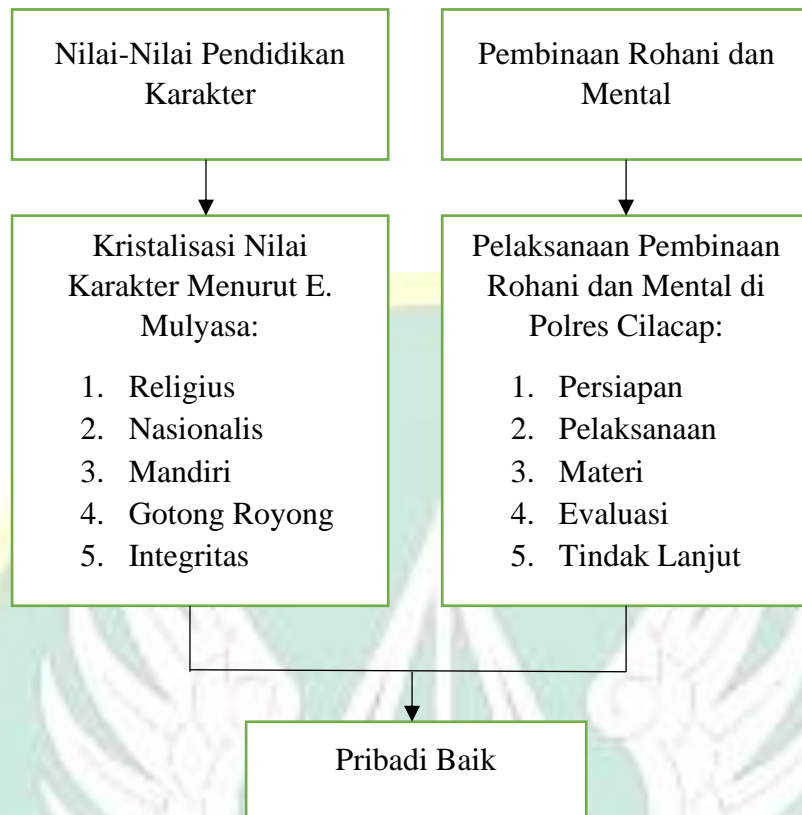 Nilai-Nilai Pendidikan
Karakter
Pembinaan Rohani dan
Mental
Kristalisasi Nilai
Karakter Menurut E.
Mulyasa:
1. Religius
2. Nasionalis
3. Mandiri
4. Gotong Royong
5. Integritas
Pelaksanaan Pembinaan
Rohani dan Mental di
Polres Cilacap:
1. Persiapan
2. Pelaksanaan
3. Materi
4. Evaluasi
5. Tindak Lanjut
Pribadi Baik